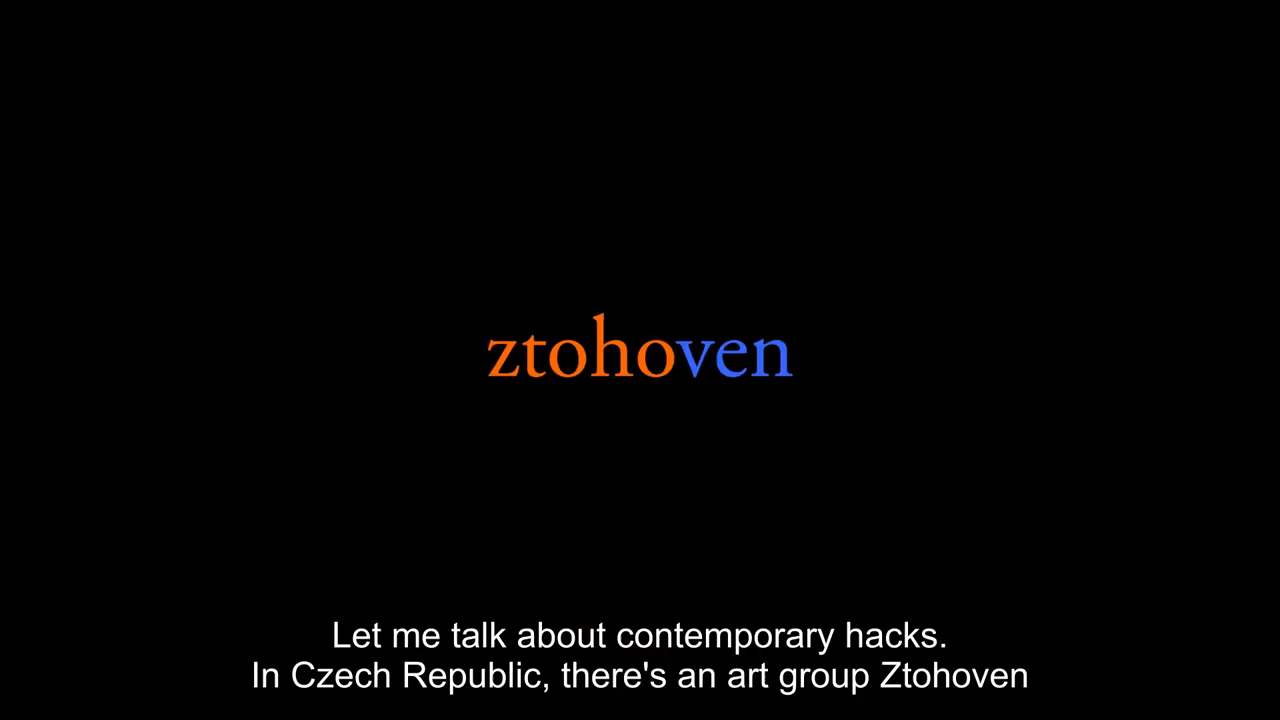 ztohoven
Let me talk about contemporary hacks.
In Czech Republic, there's an art group Ztohoven